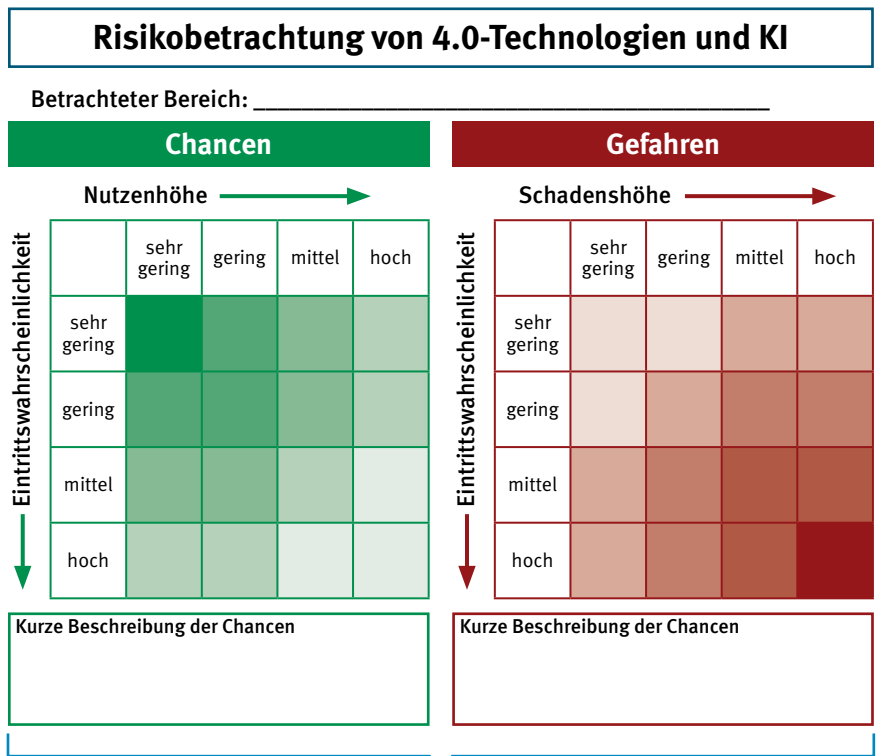 Risikobetrachtung von 4.0-Technologien und KI
Betrachteter Bereich: ___________________________________________
Chancen
Nutzenhöhe
Eintrittswahrscheinlichkeit
sehr
gering
gering
mittel
hoch
sehr
gering
gering
mittel
hoch
Kurze Beschreibung der Chancen
Gefahren
Schadenshöhe
Eintrittswahrscheinlichkeit
sehr
gering
gering
mittel
hoch
sehr
gering
gering
mittel
hoch
Kurze Beschreibung der Chancen